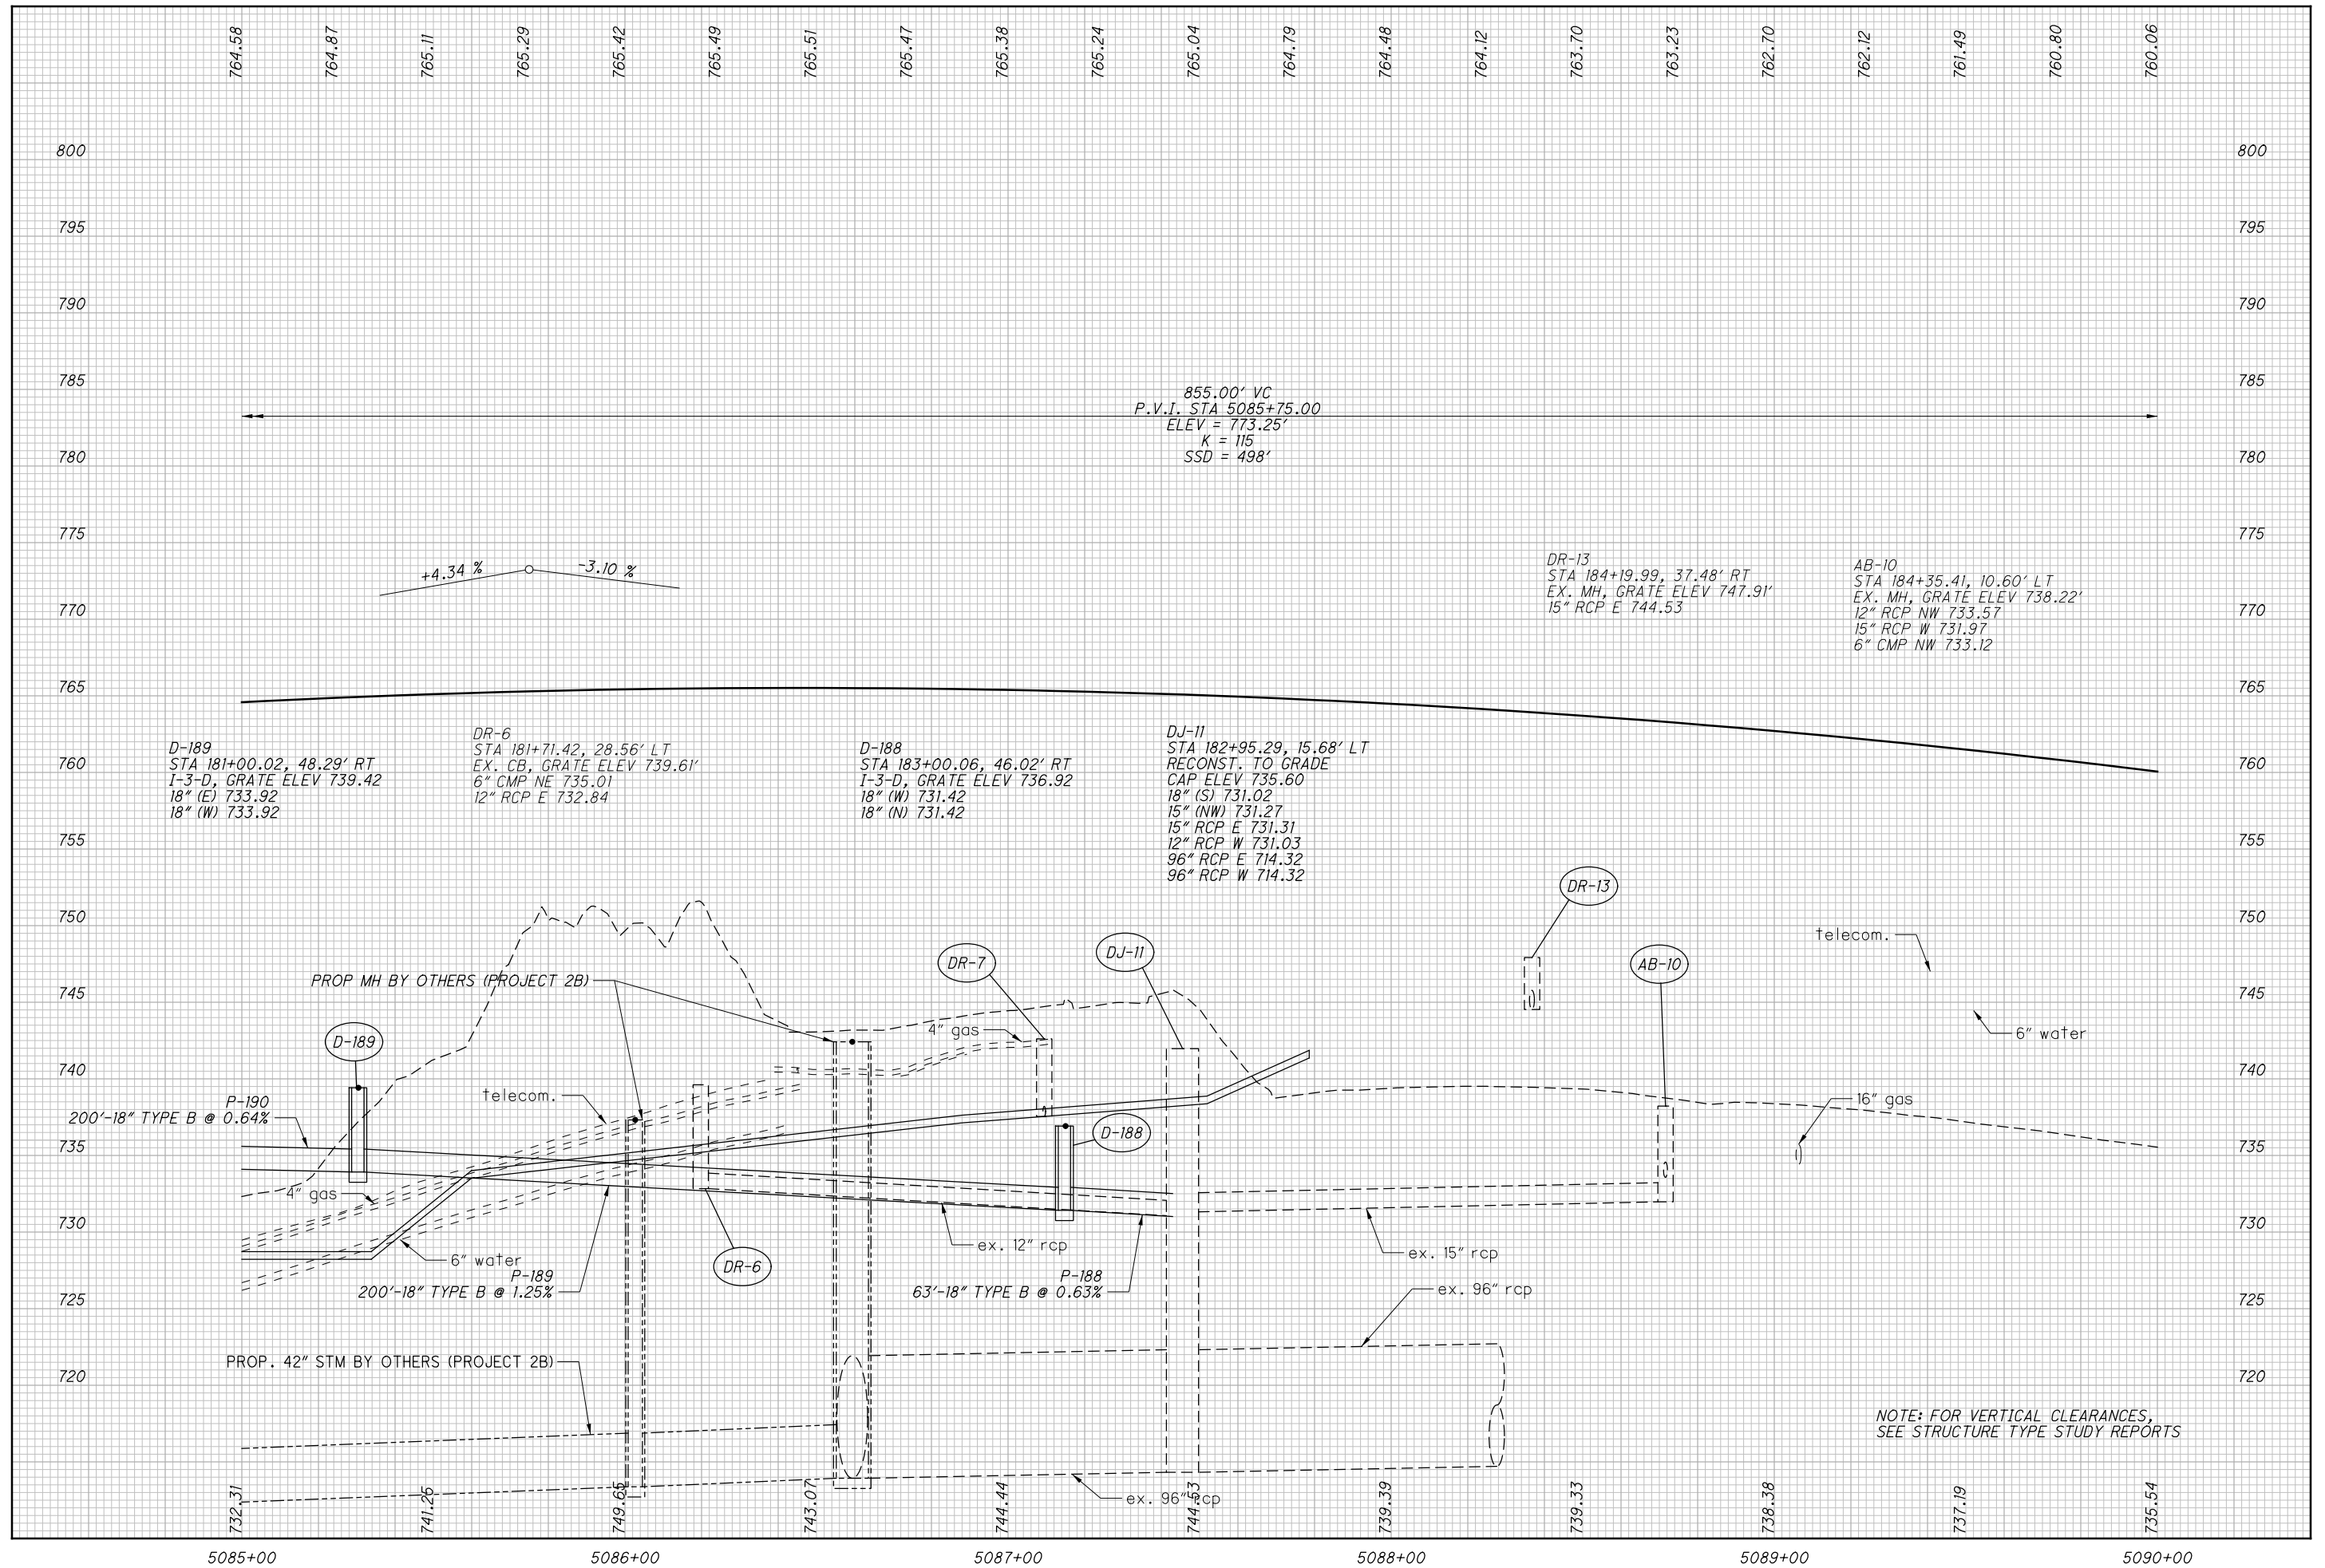 764.58
764.87
765.11
765.29
765.42
765.49
765.51
765.47
765.38
765.24
765.04
764.79
764.48
764.12
763.70
763.23
762.70
762.12
761.49
760.80
760.06
800
800
795
795
790
790
785
785
855.00' VC
P.V.I. STA 5085+75.00
ELEV = 773.25'
K = 115
SSD = 498'
780
780
775
775
+4.34 %
-3.10 %
770
770
DR-13
STA 184+19.99, 37.48' RT
EX. MH, GRATE ELEV 747.91'
15" RCP E 744.53
AB-10
STA 184+35.41, 10.60' LT
EX. MH, GRATE ELEV 738.22'
12" RCP NW 733.57
15" RCP W 731.97
6" CMP NW 733.12
765
765
D-189
STA 181+00.02, 48.29' RT
I-3-D, GRATE ELEV 739.42
18" (E) 733.92
18" (W) 733.92
DR-6
STA 181+71.42, 28.56' LT
EX. CB, GRATE ELEV 739.61'
6" CMP NE 735.01
12" RCP E 732.84
D-188
STA 183+00.06, 46.02' RT
I-3-D, GRATE ELEV 736.92
18" (W) 731.42
18" (N) 731.42
DJ-11
STA 182+95.29, 15.68' LT
RECONST. TO GRADE
CAP ELEV 735.60
18" (S) 731.02
15" (NW) 731.27
15" RCP E 731.31
12" RCP W 731.03
96" RCP E 714.32
96" RCP W 714.32
760
760
755
755
DR-13
750
750
telecom.
DR-7
DJ-11
AB-10
PROP MH BY OTHERS (PROJECT 2B)
745
745
4" gas
6" water
D-189
740
740
telecom.
P-190
200'-18" TYPE B @ 0.64%
16" gas
D-188
735
735
4" gas
730
730
6" water
ex. 12" rcp
ex. 15" rcp
DR-6
P-189
200'-18" TYPE B @ 1.25%
P-188
63'-18" TYPE B @ 0.63%
ex. 96" rcp
725
725
PROP. 42" STM BY OTHERS (PROJECT 2B)
720
720
NOTE: FOR VERTICAL CLEARANCES,
SEE STRUCTURE TYPE STUDY REPORTS
ex. 96" rcp
732.31
741.26
749.65
743.07
744.44
744.53
739.39
739.33
738.38
737.19
735.54
5085+00
5086+00
5087+00
5088+00
5089+00
5090+00